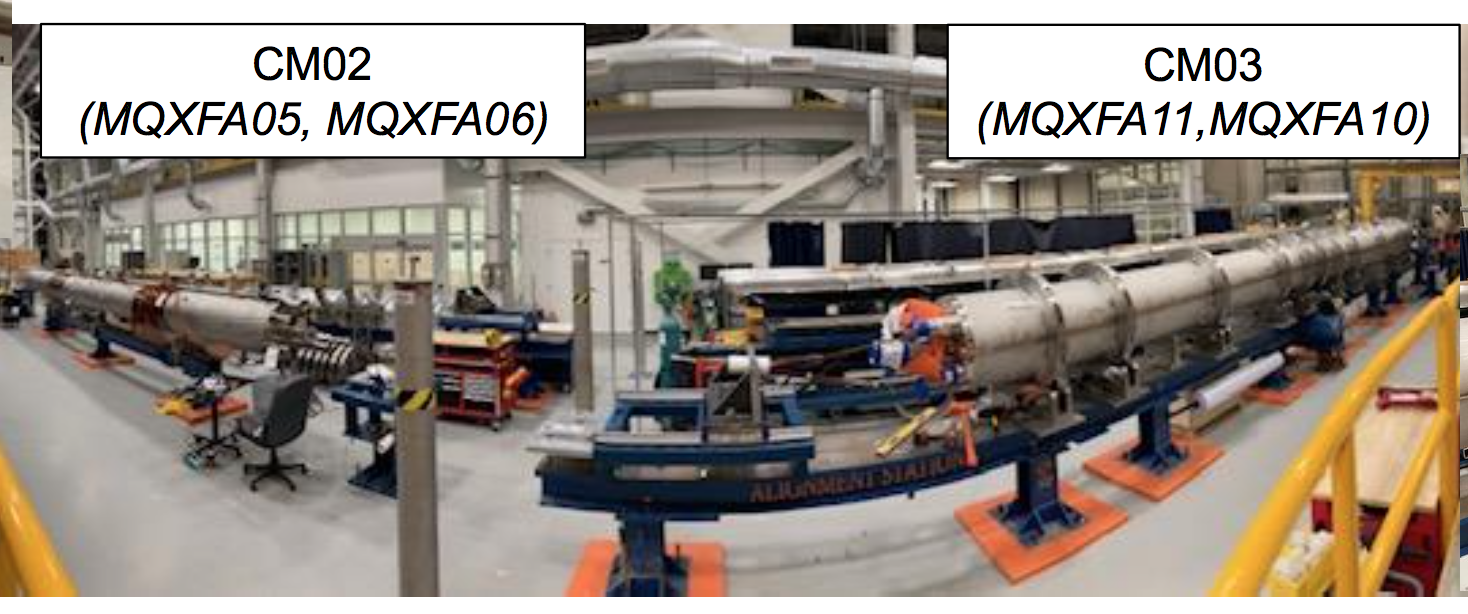 CM02
(MQXFA05, MQXFA06)
CM03
(MQXFA11,MQXFA10)
ALIGNMENT STATION